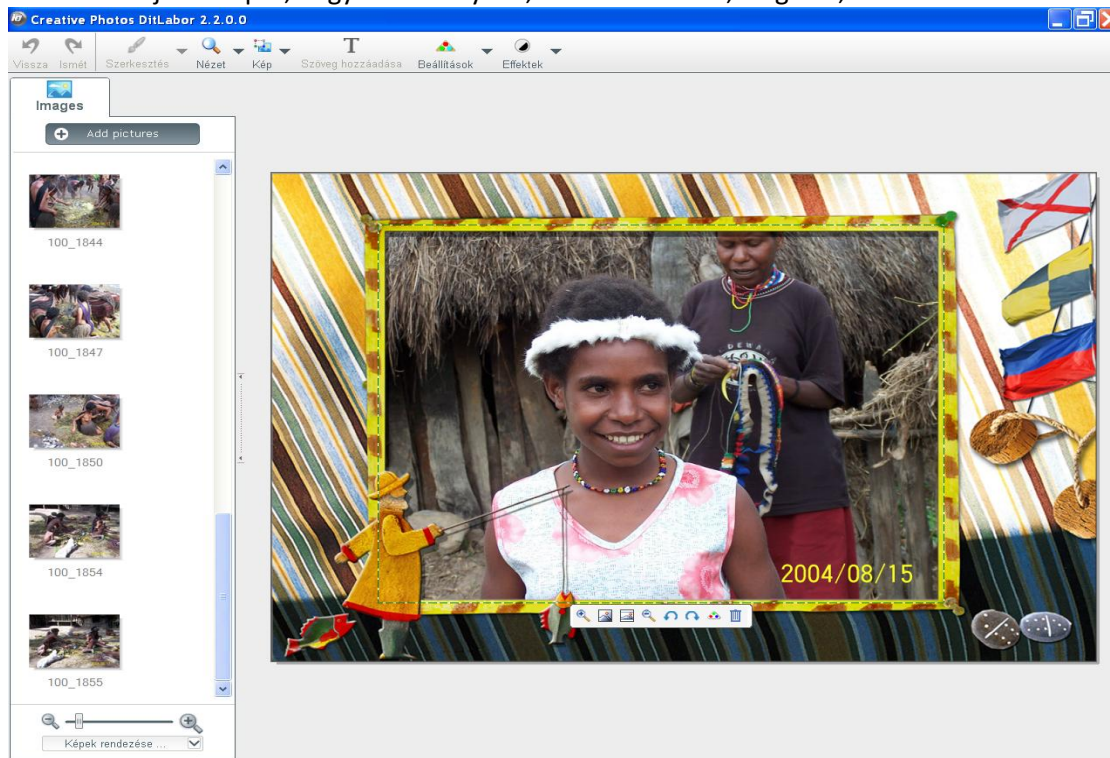 Creative Photos DitLabor 2.2.0.0
Vissza Ismét Szerkesztés Nézet Kép Szöveg hozzáadása Beállítások Effektek
Images
Add pictures
100_1844
100_1847
100_1850
100_1854
100_1855
Képek rendezése ...
2004/08/15